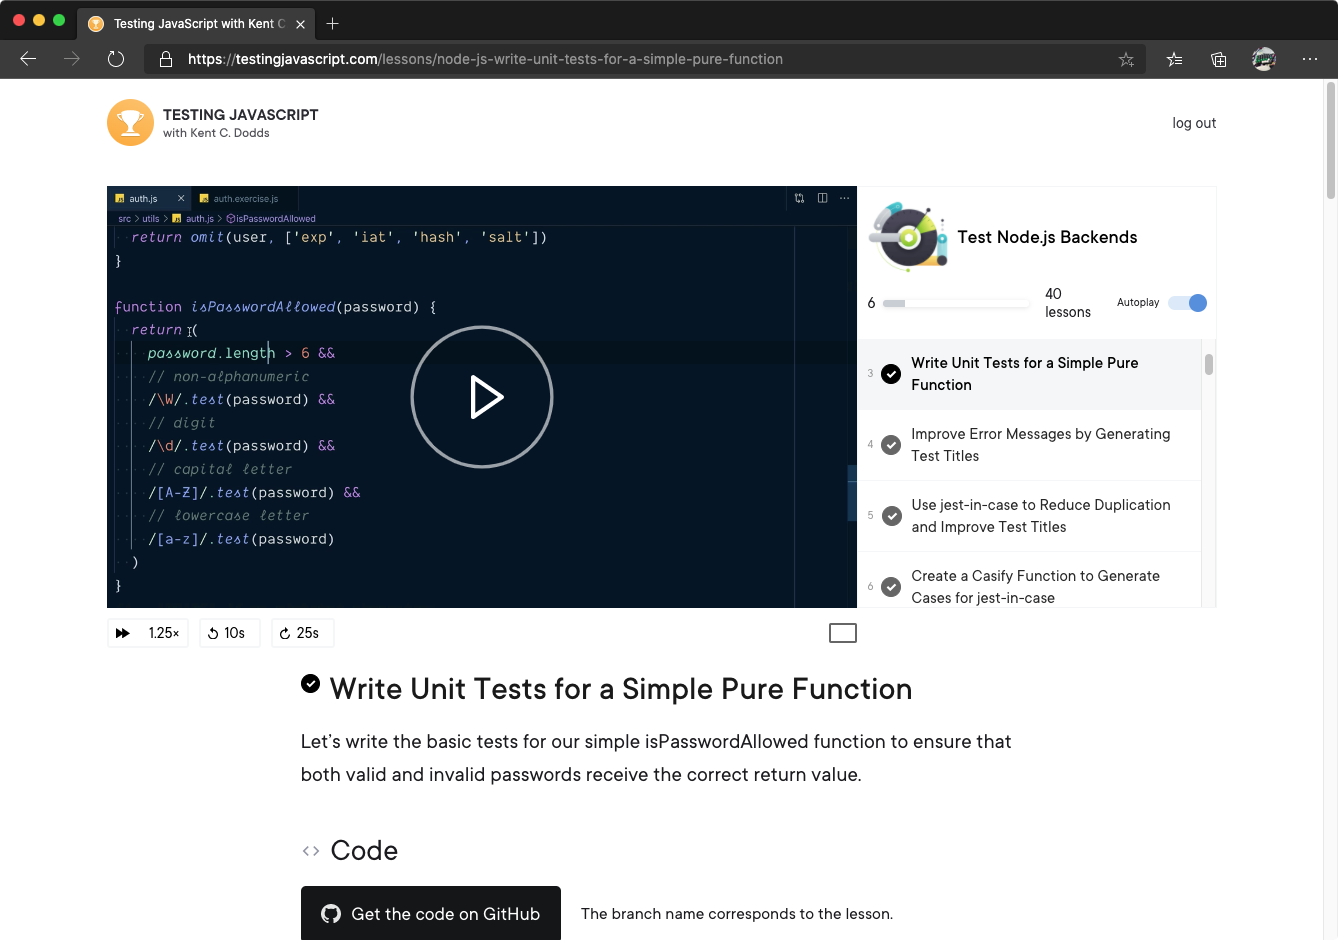 Testing JavaScript with Kent C
https://testingjavascript.com/lessons/node-js-write-unit-tests-for-a-simple-pure-function
TESTING JAVASCRIPT
with Kent C. Dodds
log out
auth.js
auth.exercise.js
src > utils > auth.js > isPasswordAllowed
return omit(user, ['exp', 'iat', 'hash', 'salt'])
}
function isPasswordAllowed(password) {
return (
password.length > 6 &&
// non-alphanumeric
/\W/.test(password) &&
// digit
/\d/.test(password) &&
// capital letter
/[A-Z]/.test(password) &&
// lowercase letter
/[a-z]/.test(password)
)
}
Test Node.js Backends
6
40
lessons
Autoplay
3
Write Unit Tests for a Simple Pure
Function
4
Improve Error Messages by Generating
Test Titles
5
Use jest-in-case to Reduce Duplication
and Improve Test Titles
6
Create a Casify Function to Generate
Cases for jest-in-case
1.25×
10s
25s
Write Unit Tests for a Simple Pure Function
Let's write the basic tests for our simple isPasswordAllowed function to ensure that
both valid and invalid passwords receive the correct return value.
<> Code
Get the code on GitHub
The branch name corresponds to the lesson.